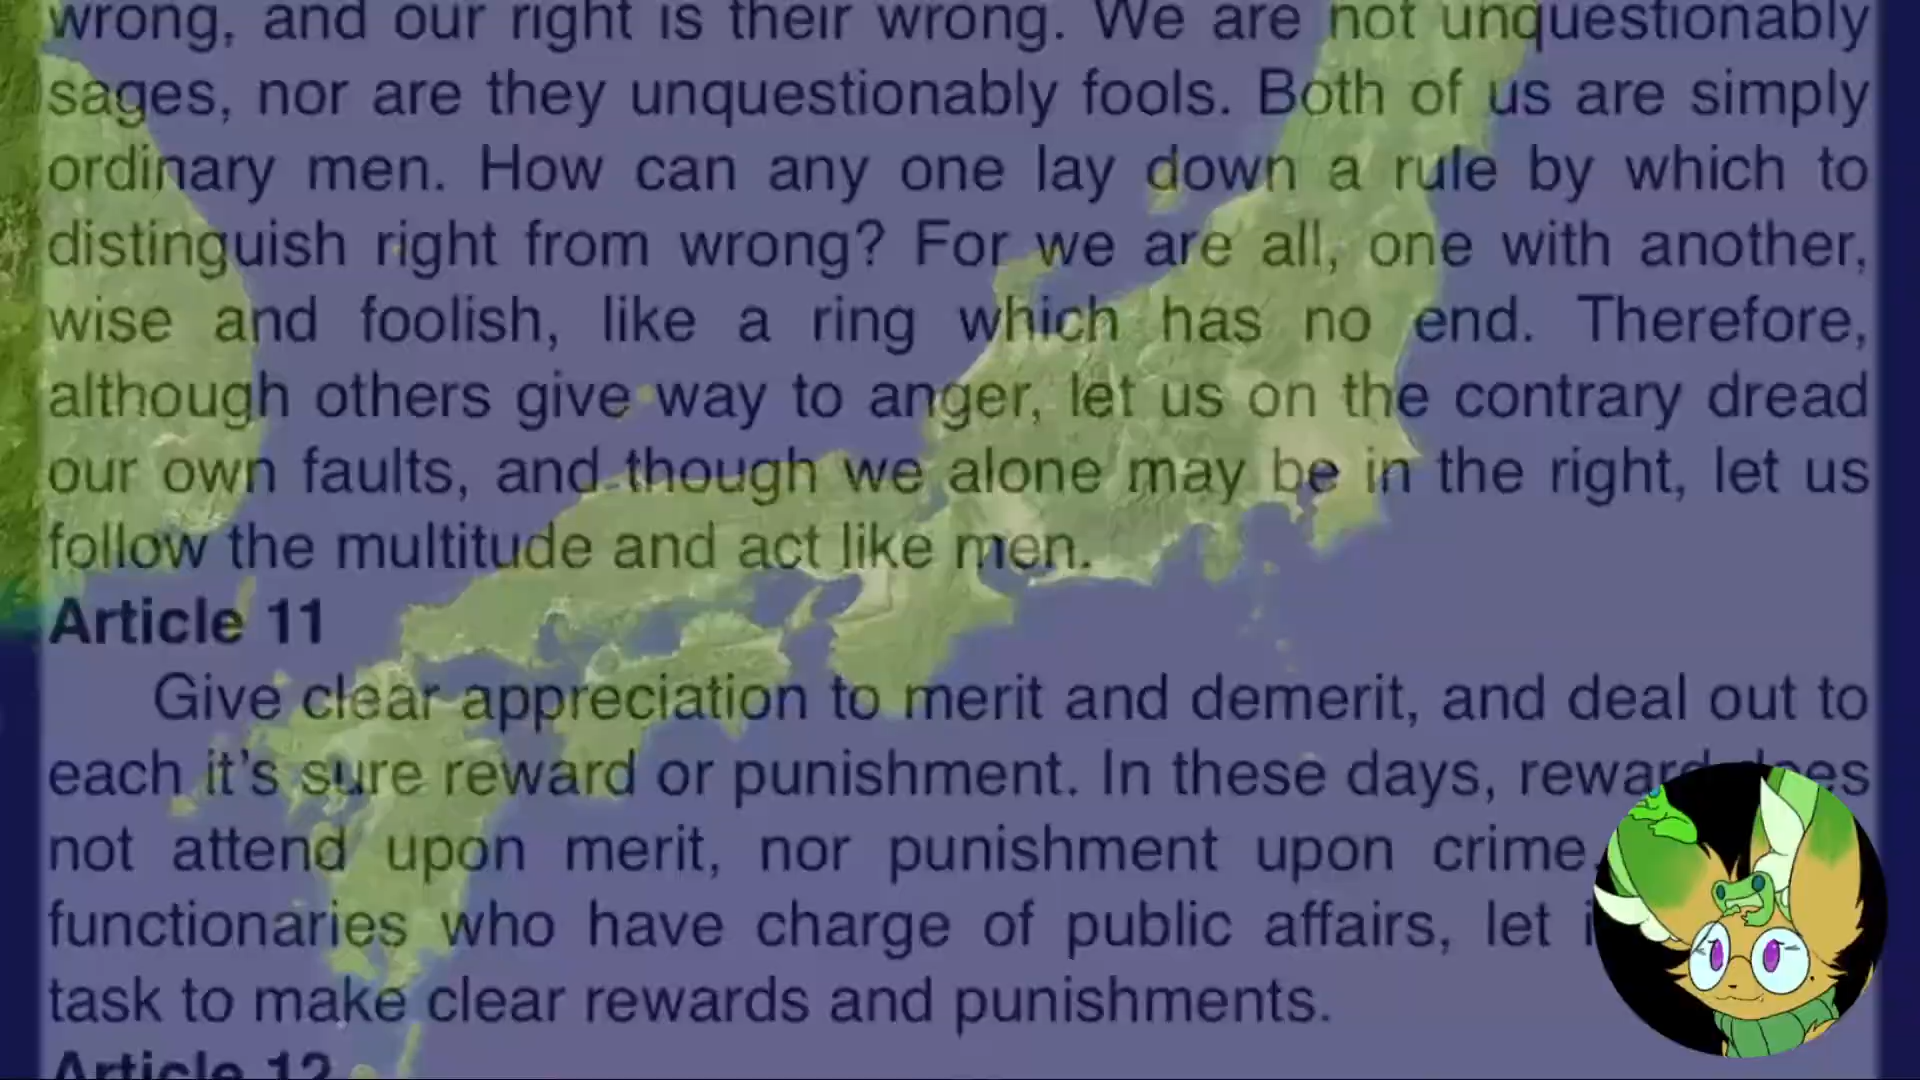 wrong, and our right is their wrong. We are not unquestionably
sages, nor are they unquestionably fools. Both of us are simply
ordinary men. How can any one lay down a rule by which to
distinguish right from wrong? For we are all, one with another,
wise and foolish, like a ring which has no end. Therefore,
although others give way to anger, let us on the contrary dread
our own faults, and though we alone may be in the right, let us
follow the multitude and act like men.
Article 11
Give clear appreciation to merit and demerit, and deal out to
each it's sure reward or punishment. In these days, reward does
not attend upon merit, nor punishment upon crime.
functionaries who have charge of public affairs, let
task to make clear rewards and punishments.
Article 12